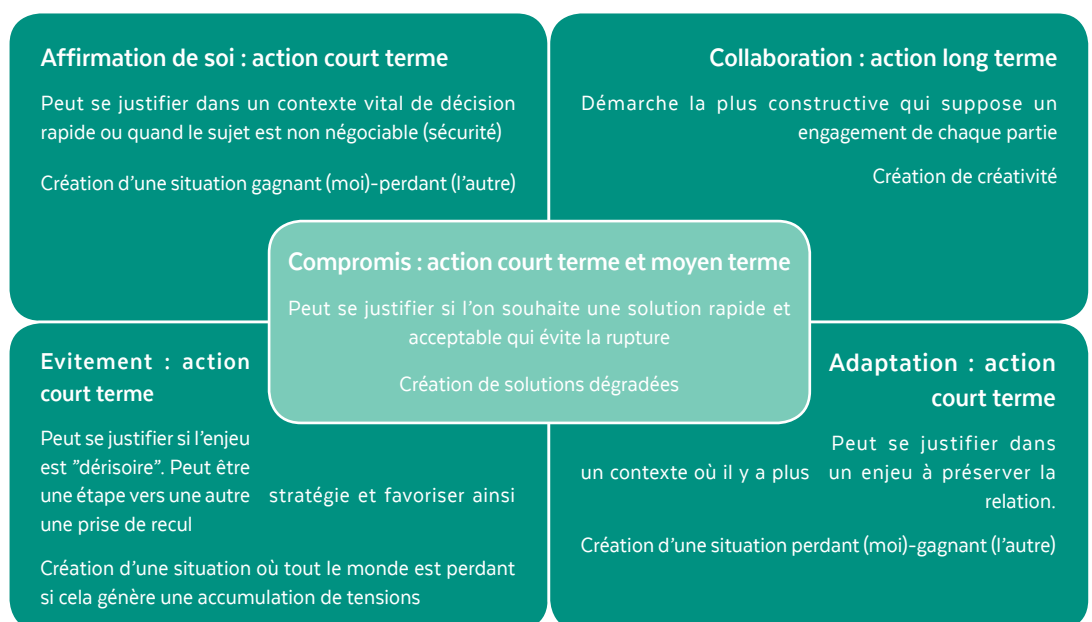 Affirmation de soi : action court terme
Peut se justifier dans un contexte vital de décision
rapide ou quand le sujet est non négociable (sécurité)
Création d'une situation gagnant (moi)-perdant (l'autre)
Collaboration : action long terme
Démarche la plus constructive qui suppose un
engagement de chaque partie
Création de créativité
Compromis : action court terme et moyen terme
Peut se justifier si l'on souhaite une solution rapide et
acceptable qui évite la rupture
Création de solutions dégradées
Evitement : action
court terme
Peut se justifier si l'enjeu
est "dérisoire". Peut être
une étape vers une autre stratégie et favoriser ainsi
une prise de recul
Création d'une situation où tout le monde est perdant
si cela génère une accumulation de tensions
Adaptation : action
court terme
Peut se justifier dans
un contexte où il y a plus un enjeu à préserver la
relation.
Création d'une situation perdant (moi)-gagnant (l'autre)